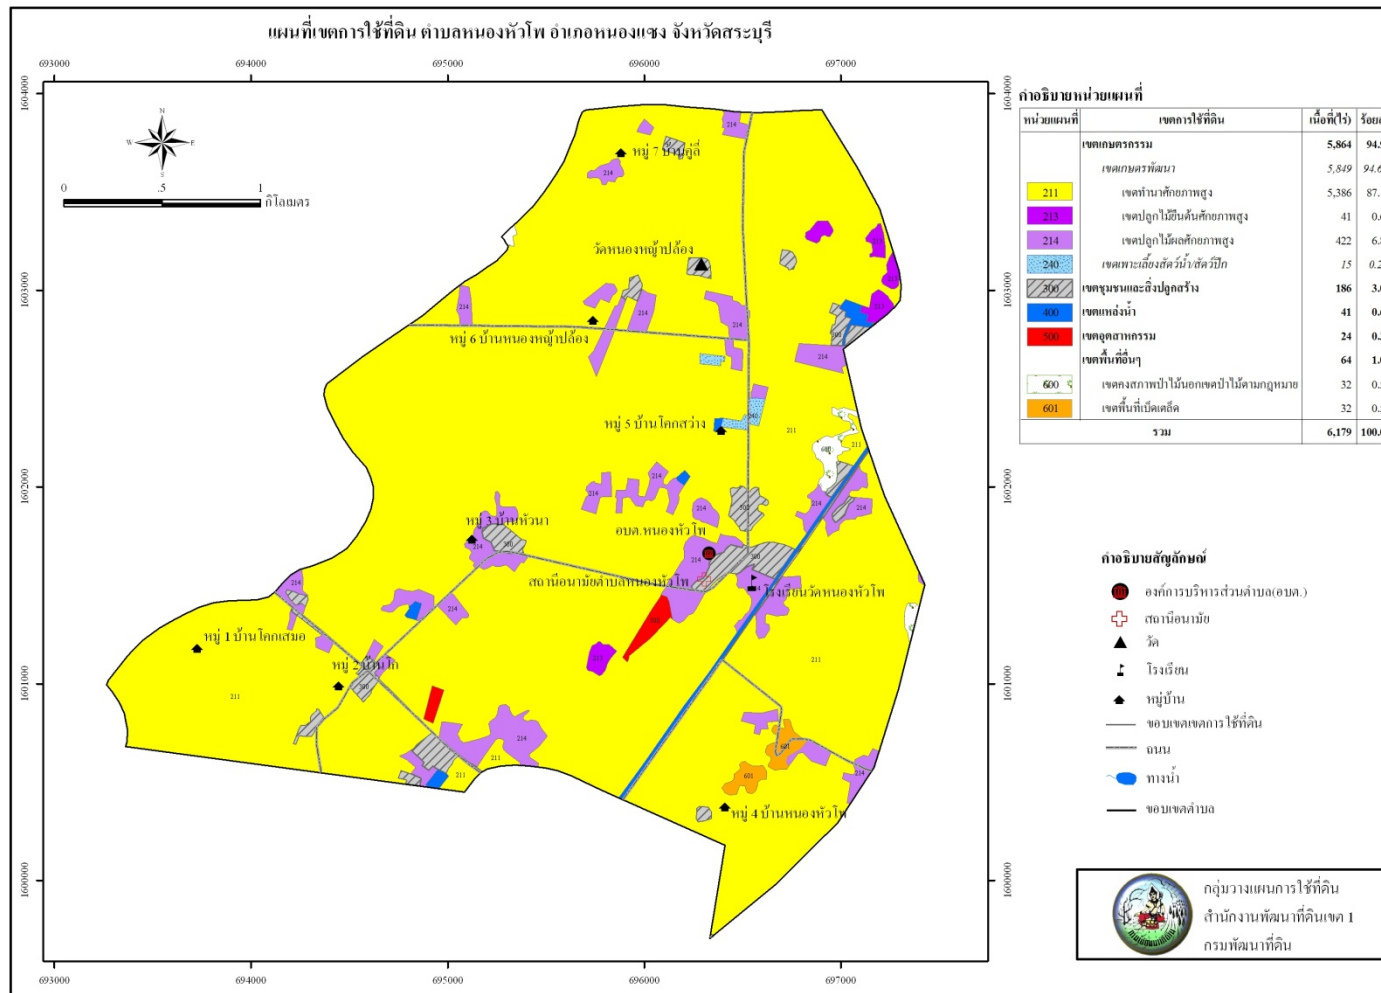 แผนที่เขตการใช้ที่ดิน ตำบลหนองหัวโพ อำเภอหนองแซง จังหวัดสระบุรี
693000 694000 695000 696000 697000
1604000 1604000
1603000 1603000
1602000 1602000
1601000 1601000
1600000 1600000
693000 694000 695000 696000 697000
N
W E
S
0 .5 1
กิโลเมตร
หมู่ 7 บ้านอู่ลี่
วัดหนองหญ้าปล้อง
หมู่ 6 บ้านหนองหญ้าปล้อง
หมู่ 5 บ้านโคกสว่าง
หมู่ 3 บ้านหัวนา
อบต.หนองหัวโพ
สถานีอนามัยตำบลหนองหัวโพ
โรงเรียนวัดหนองหัวโพ
หมู่ 1 บ้านโคกเสมอ
หมู่ 2 บ้านโก
หมู่ 4 บ้านหนองหัวโพ
คำอธิบายหน่วยแผนที่
หน่วยแผนที่ เขตการใช้ที่ดิน เนื้อที่(ไร่)
เขตเกษตรกรรม 5,864 94.9
เขตเกษตรพัฒนา 5,849 94.6
211 เขตทำนาศักยภาพสูง 5,386 87.
213 เขตปลูกไม้ยืนต้นศักยภาพสูง 41 0.
214 เขตปลูกไม้ผลศักยภาพสูง 422 6.
240 เขตเพาะเลี้ยงสัตว์น้ำ/สัตว์ปีก 15 0.2
300 เขตชุมชนและสิ่งปลูกสร้าง 186 3.
400 เขตแหล่งน้ำ 41 0.
500 เขตอุตสาหกรรม 24 0.
เขตพื้นที่อื่นๆ 64 1.
600 เขตคงสภาพป่าไม้นอกเขตป่าไม้ตามกฎหมาย 32 0.
601 เขตพื้นที่เบ็ดเตล็ด 32 0.
รวม 6,179 100.
คำอธิบายสัญลักษณ์
องค์การบริหารส่วนตำบล(อบต.)
สถานีอนามัย
วัด
โรงเรียน
หมู่บ้าน
ขอบเขตเขตการใช้ที่ดิน
ถนน
ทางน้ำ
ขอบเขตตำบล
กลุ่มวางแผนการใช้ที่ดิน
สำนักงานพัฒนาที่ดินเขต 1
กรมพัฒนาที่ดิน